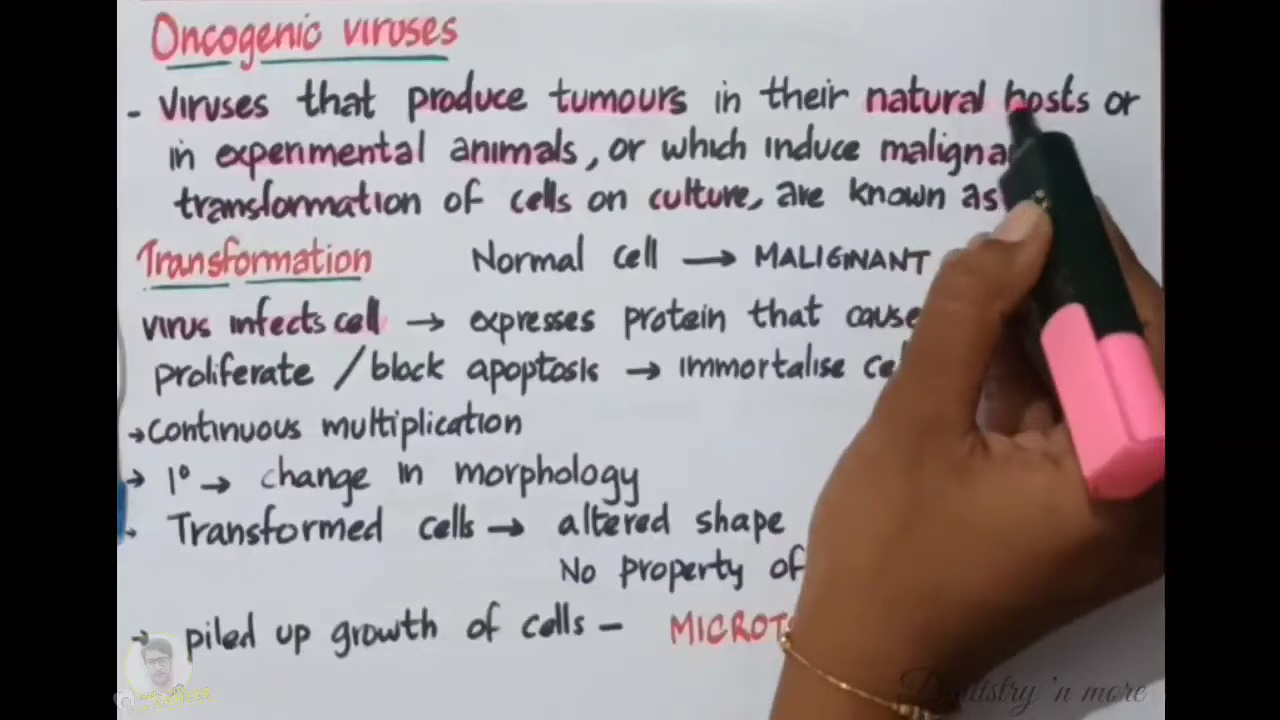 Oncogenic viruses
- Viruses that produce tumours in their natural hosts or
in experimental animals, or which induce
transformation of cells on culture, are known as
Transformation Normal cell → MALIGNANT
virus infects cell → expresses protein that cause
proliferate / block apoptosis → immortalise
→ continuous multiplication
→ 1° → change in morphology
→ Transformed cells → altered shape
No property of
→ piled up growth of cells -
Dentistry 'n more